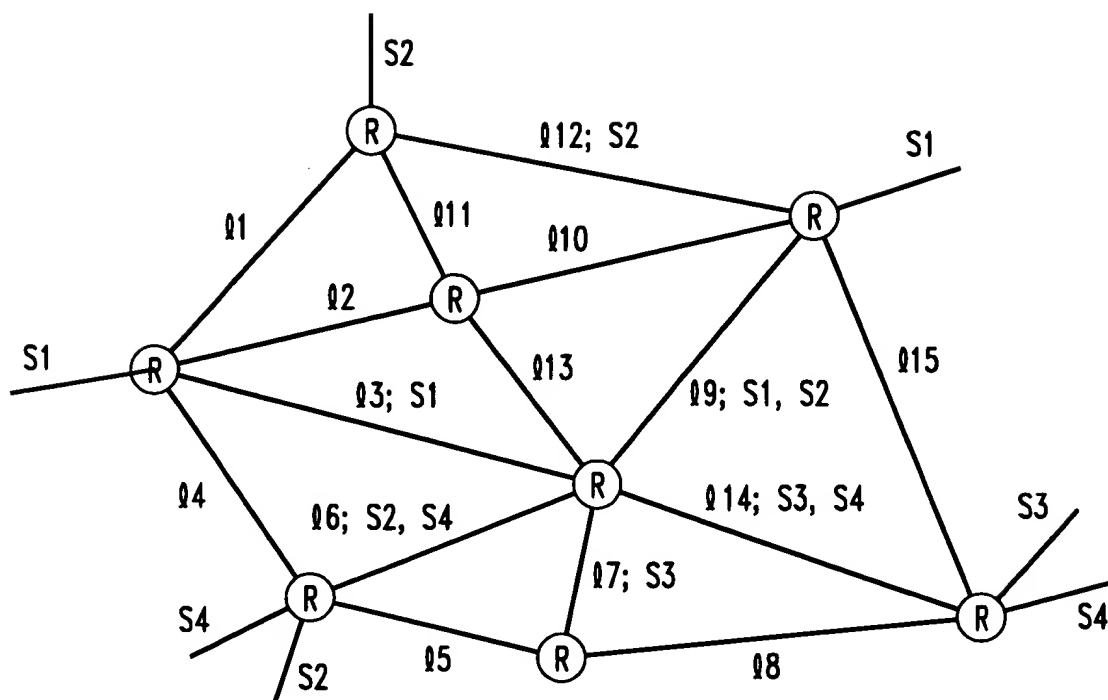 S2
R
ℓ12; S2
S1
R
ℓ1
ℓ11
ℓ10
ℓ2
R
S1
R
ℓ3; S1
ℓ13
ℓ9; S1, S2
ℓ15
ℓ4
ℓ6; S2, S4
R
ℓ14; S3, S4
S3
ℓ7; S3
R
R
S4
S4
S2
ℓ5
R
ℓ8